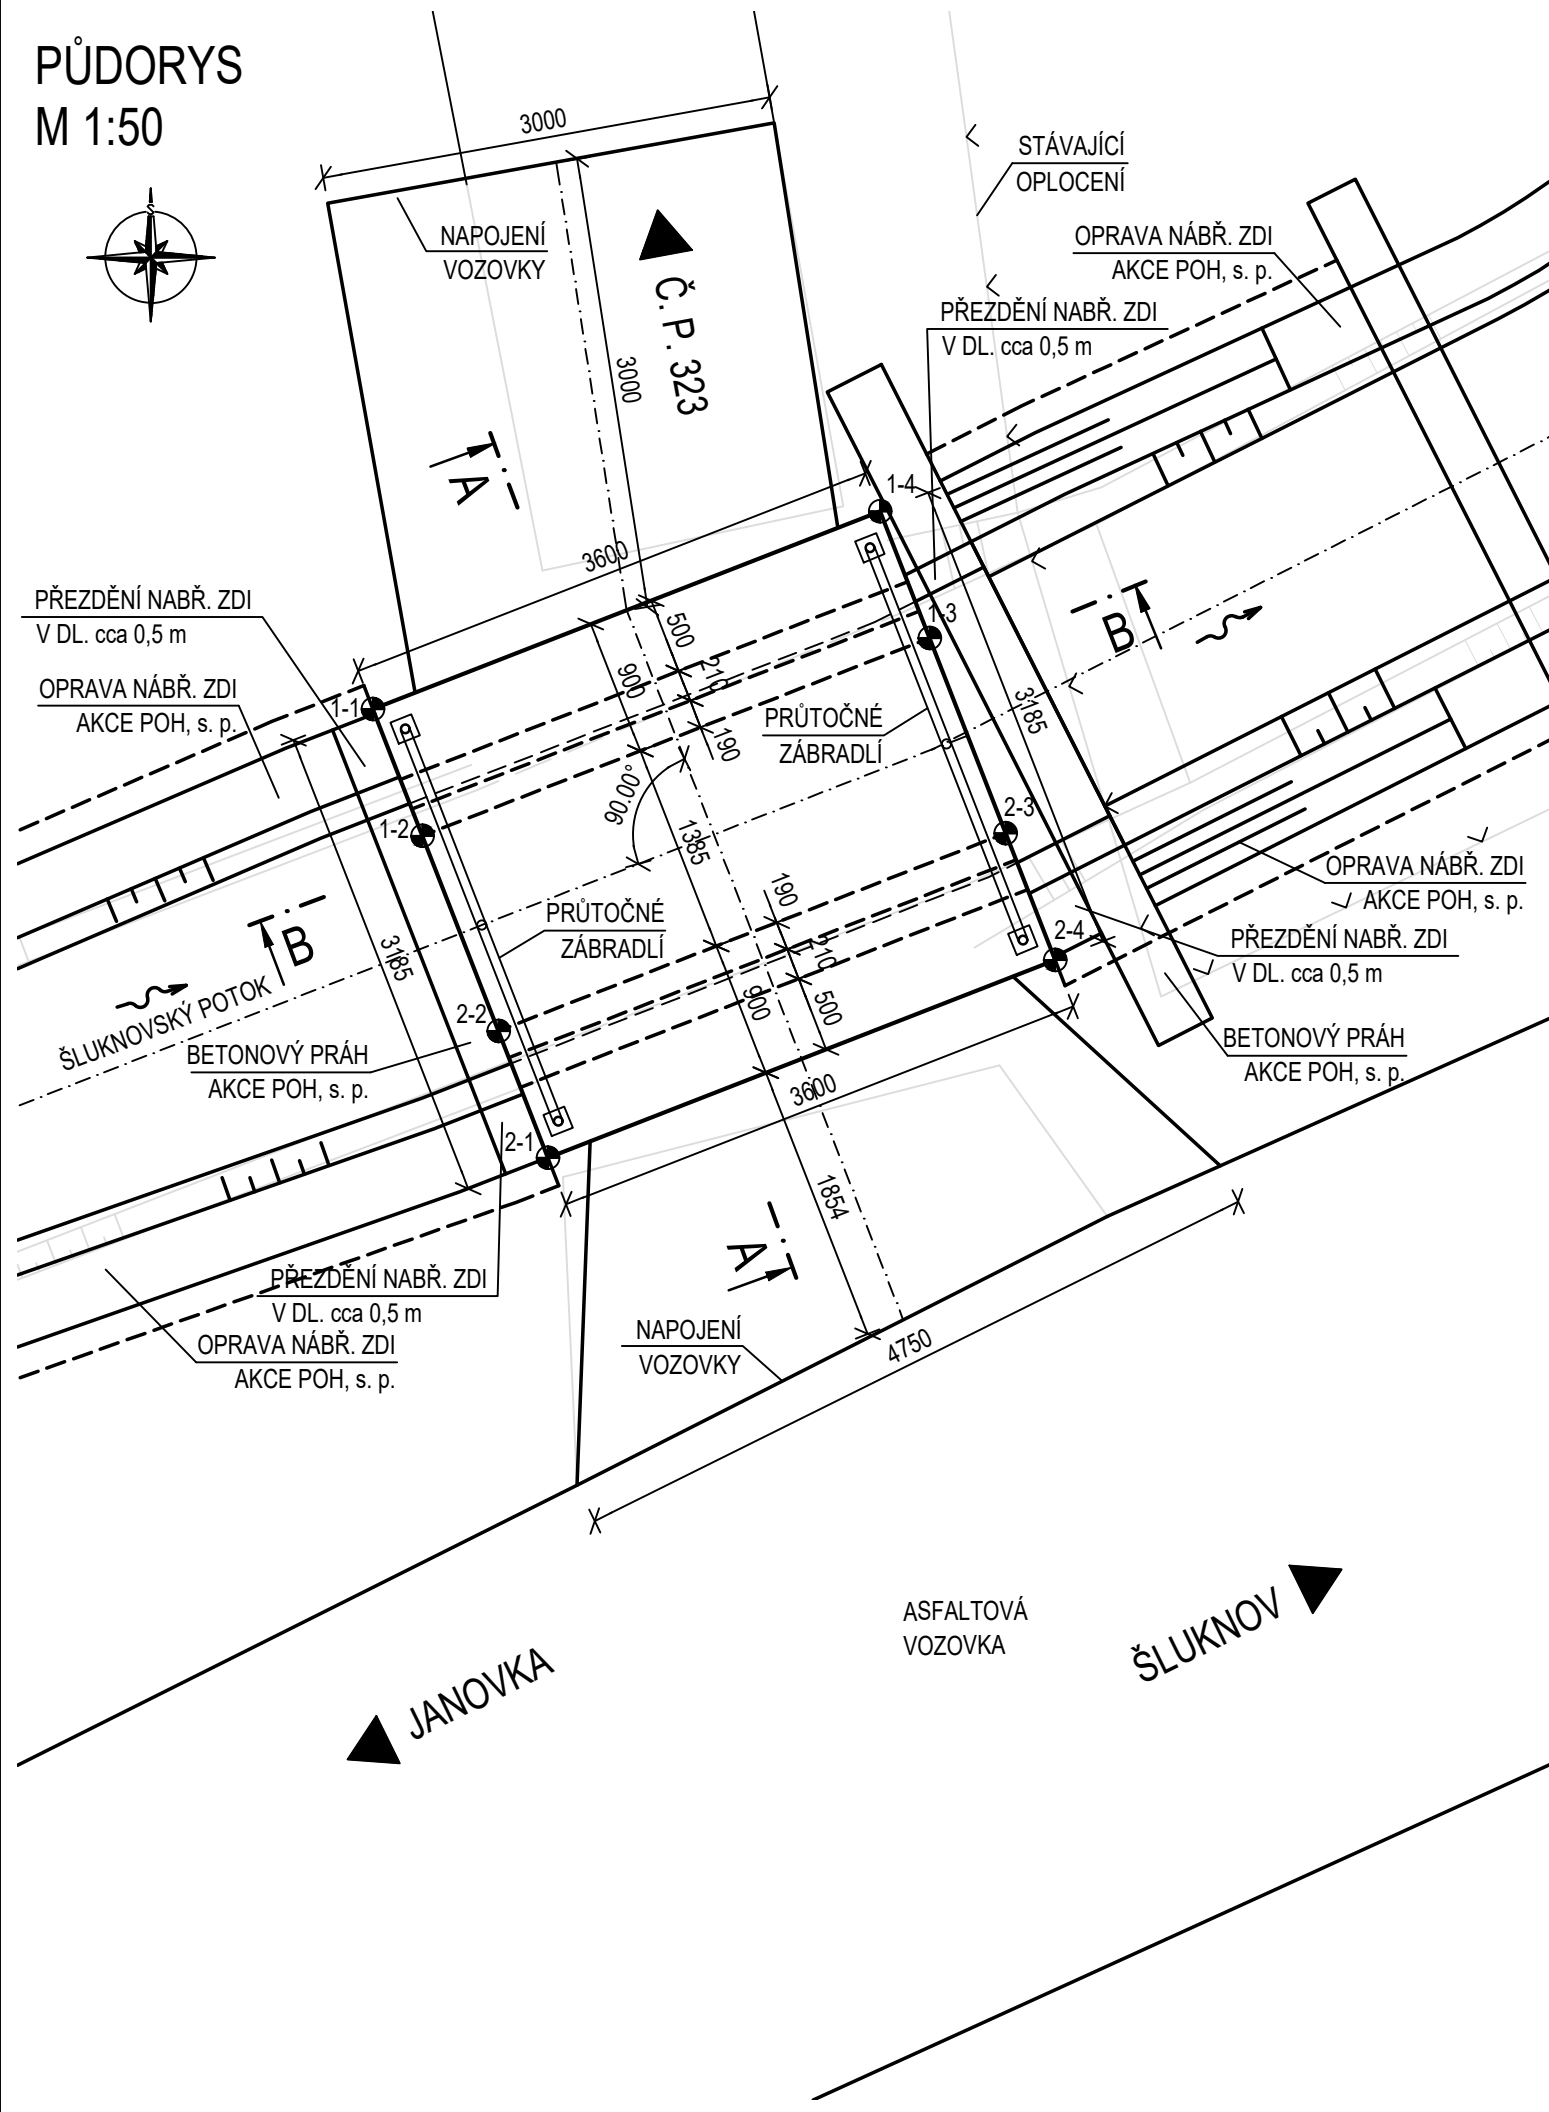 PŮDORYS
M 1:50
S
3000
STÁVAJÍCÍ
OPLOCENÍ
NAPOJENÍ
VOZOVKY
OPRAVA NÁBŘ. ZDI
AKCE POH, s. p.
Č. P. 323
PŘEZDĚNÍ NABŘ. ZDI
V DL. cca 0,5 m
3000
A
1-4
3600
PŘEZDĚNÍ NABŘ. ZDI
V DL. cca 0,5 m
1-3
B
500
210
900
190
OPRAVA NÁBŘ. ZDI
AKCE POH, s. p.
1-1
3185
PRŮTOČNÉ
ZÁBRADLÍ
90.00°
1-2
1385
2-3
OPRAVA NÁBŘ. ZDI
AKCE POH, s. p.
190
B
3185
PRŮTOČNÉ
ZÁBRADLÍ
210
2-4
PŘEZDĚNÍ NABŘ. ZDI
V DL. cca 0,5 m
ŠLUKNOVSKÝ POTOK
2-2
900
500
BETONOVÝ PRÁH
AKCE POH, s. p.
BETONOVÝ PRÁH
AKCE POH, s. p.
3600
2-1
1854
A
PŘEZDĚNÍ NABŘ. ZDI
V DL. cca 0,5 m
OPRAVA NÁBŘ. ZDI
AKCE POH, s. p.
NAPOJENÍ
VOZOVKY
4750
ASFALTOVÁ
VOZOVKA
ŠLUKNOV
JANOVKA